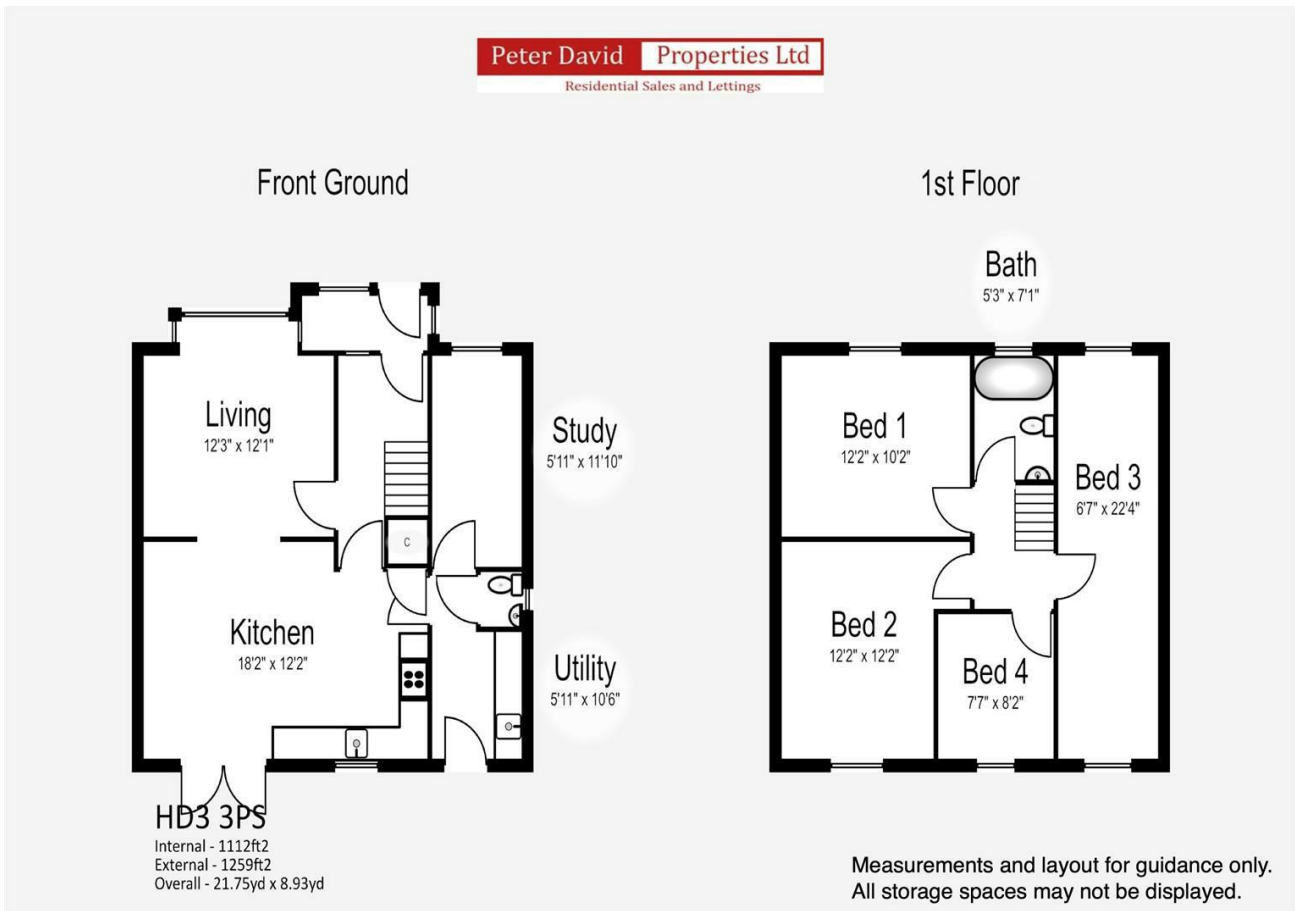 Peter David Properties Ltd
Residential Sales and Lettings
Front Ground
1st Floor
Bath
5'3" x 7'1"
Living
12'3" x 12'1"
Study
5'11" x 11'10"
C
Kitchen
18'2" x 12'2"
Utility
5'11" x 10'6"
Bed 1
12'2" x 10'2"
Bed 3
6'7" x 22'4"
Bed 2
12'2" x 12'2"
Bed 4
7'7" x 8'2"
HD3 3PS
Internal - 1112ft2
External - 1259ft2
Overall - 21.75yd x 8.93yd
Measurements and layout for guidance only.
All storage spaces may not be displayed.